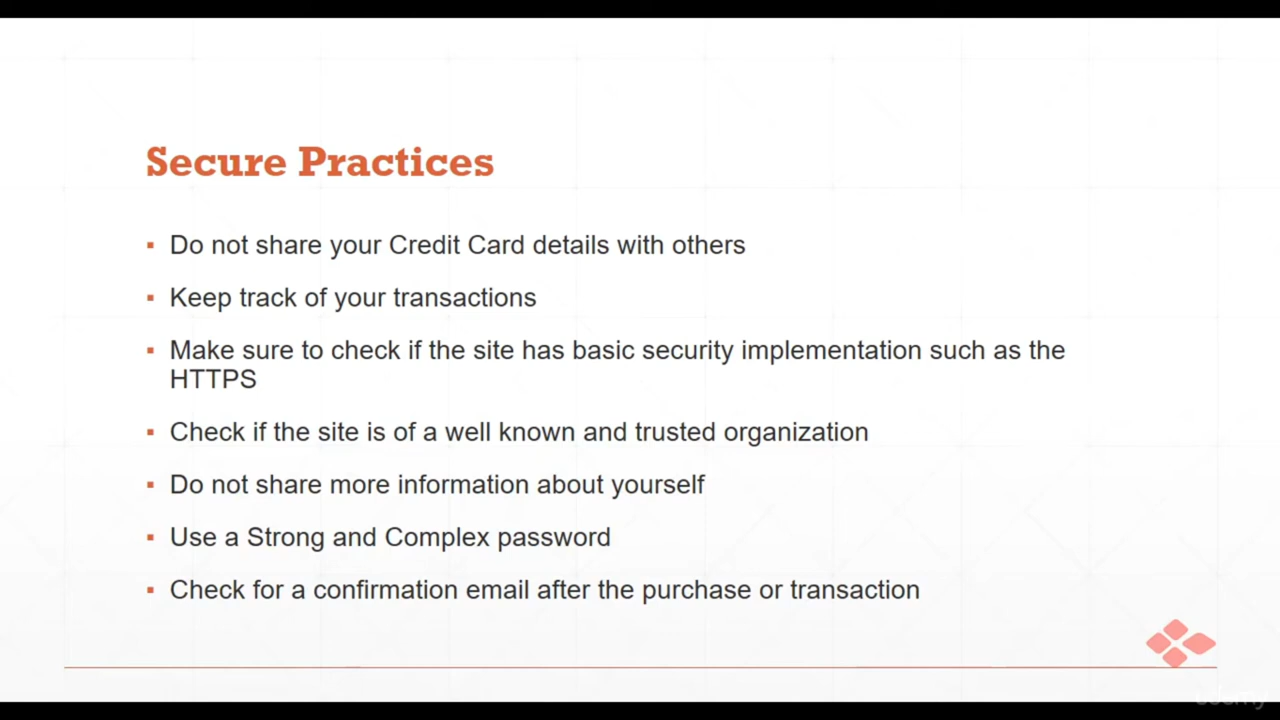 Secure Practices
▪ Do not share your Credit Card details with others
▪ Keep track of your transactions
▪ Make sure to check if the site has basic security implementation such as the
HTTPS
▪ Check if the site is of a well known and trusted organization
▪ Do not share more information about yourself
▪ Use a Strong and Complex password
▪ Check for a confirmation email after the purchase or transaction
udemy